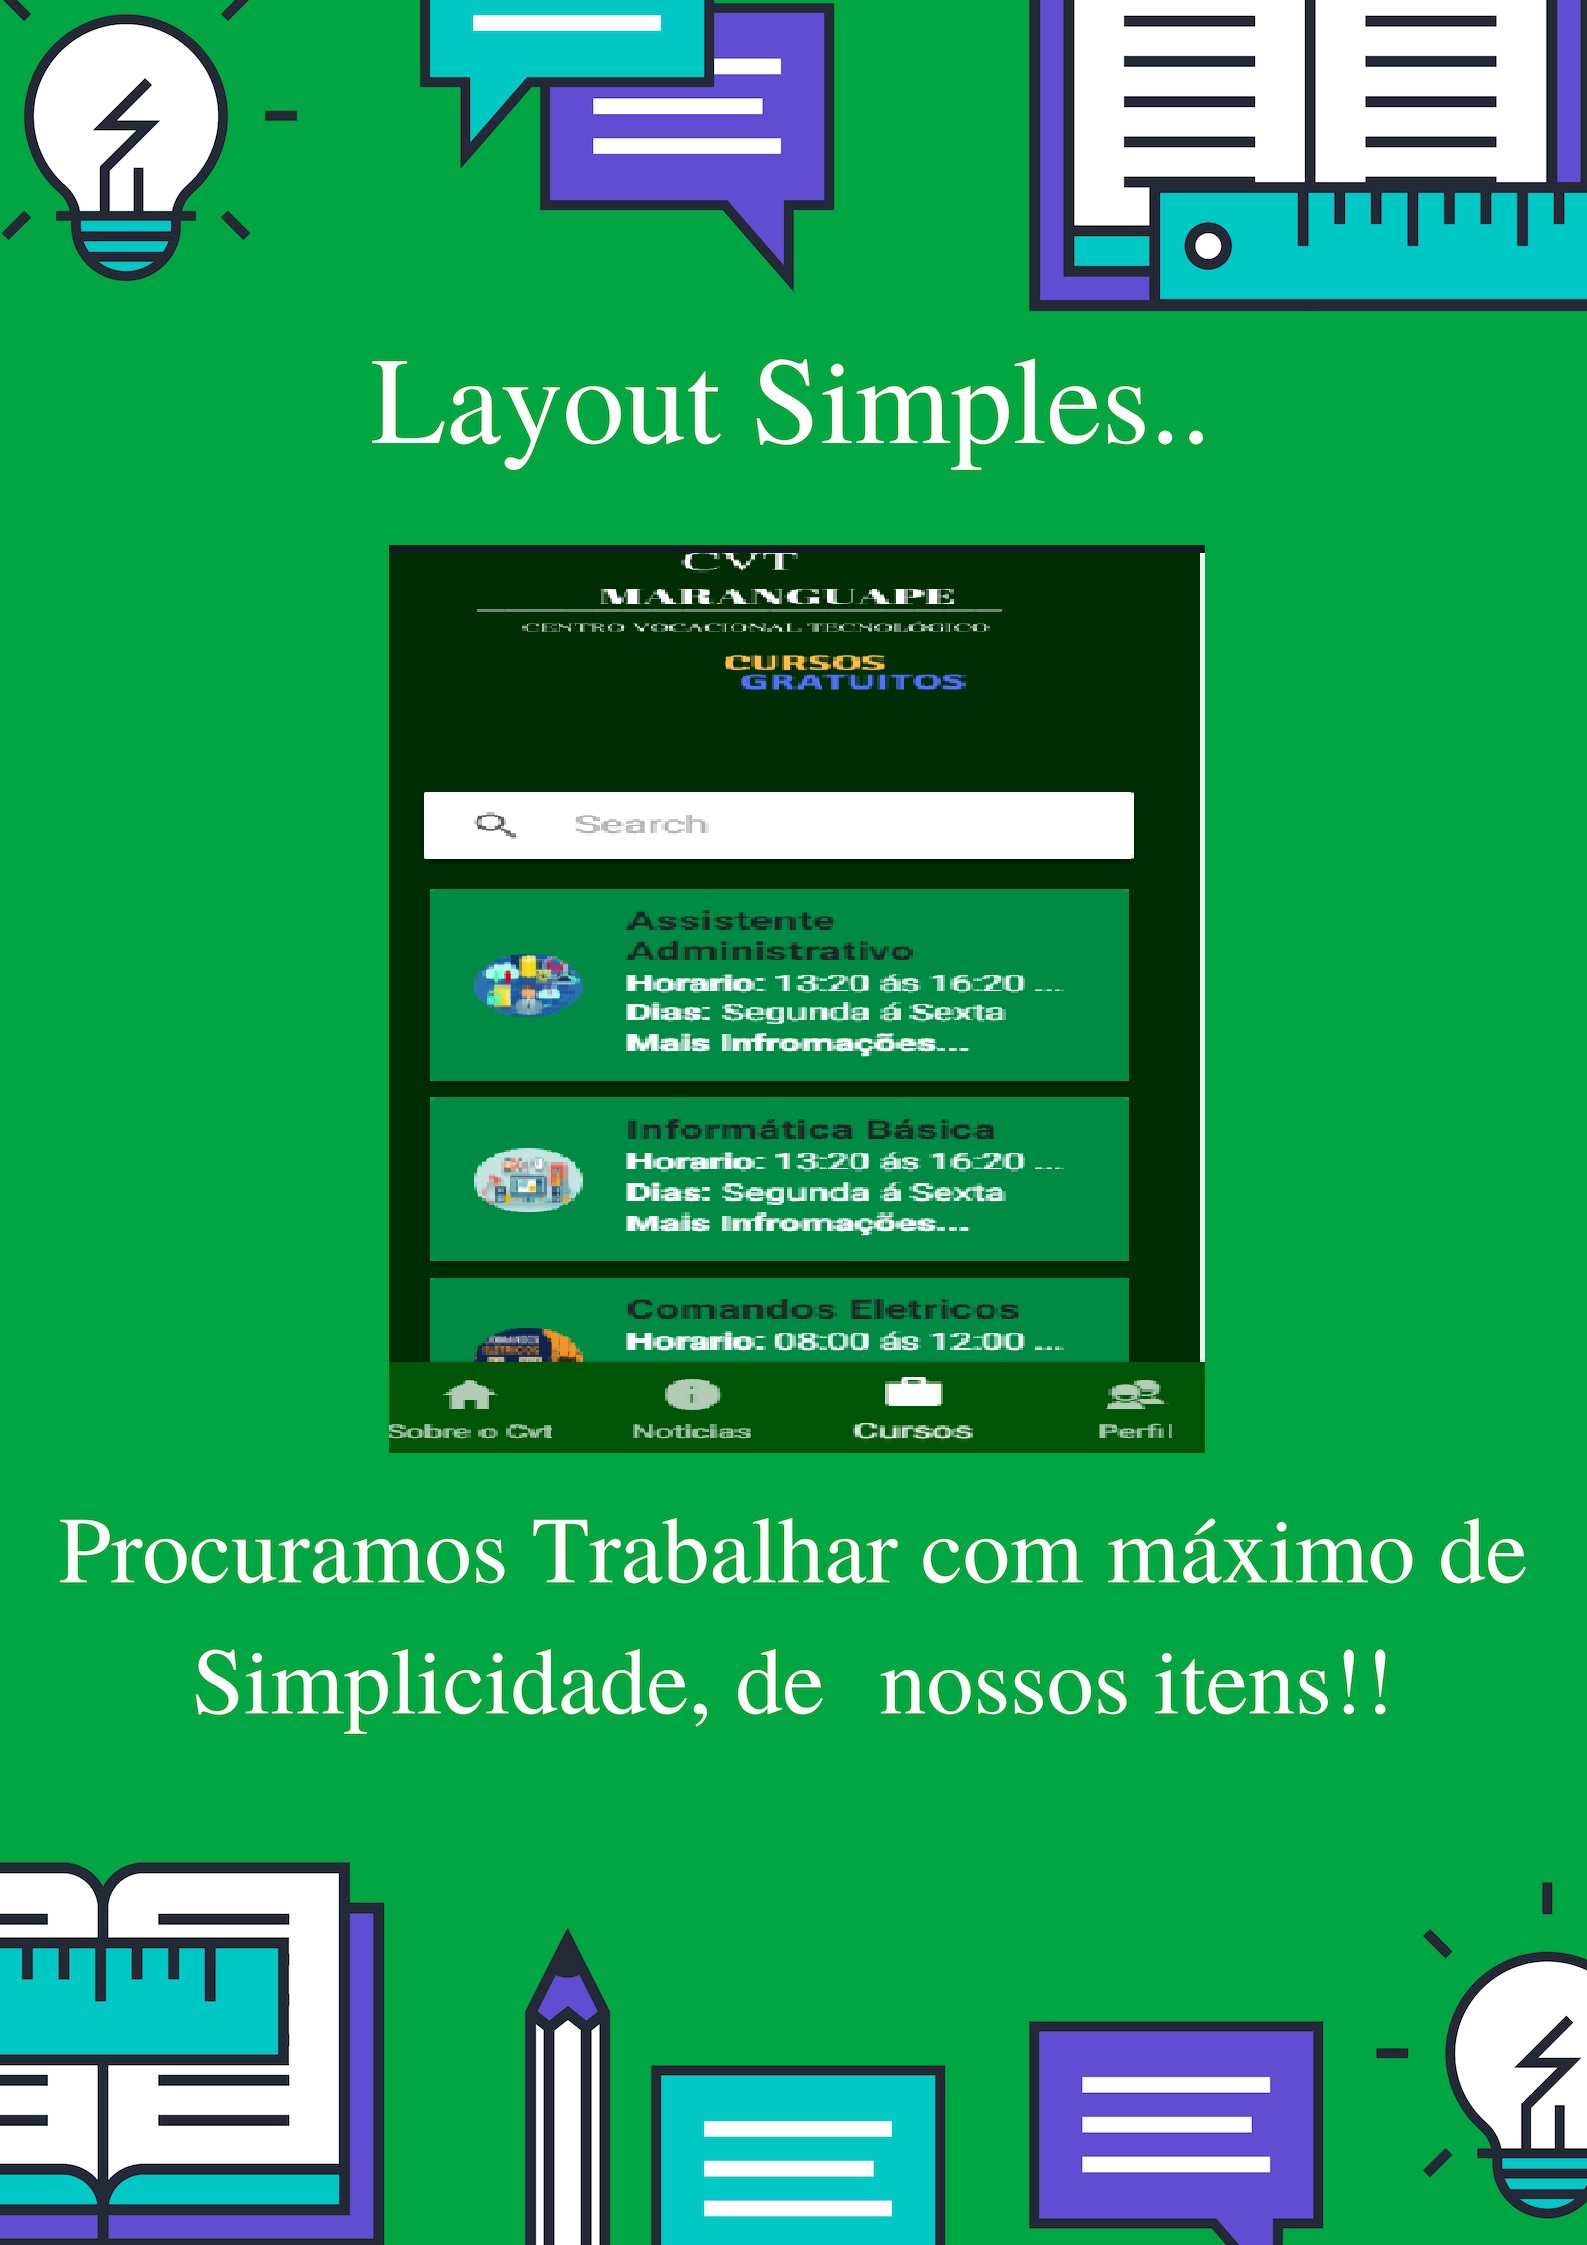 Layout Simples..
CVT
MARANGUAPE
CENTRO VOCACIONAL TECNOLÓGICO
CURSOS
GRATUITOS
Search
Assistente
Administrativo
Horario: 13:20 ás 16:20 ...
Dias: Segunda á Sexta
Mais Infromações...
Informática Básica
Horario: 13:20 ás 16:20 ...
Dias: Segunda á Sexta
Mais Infromações...
Comandos Eletricos
Horario: 08:00 ás 12:00 ...
ELETRICOS
Sobre o Cvt Noticias Cursos Perfil
Procuramos Trabalhar com máximo de
Simplicidade, de nossos itens!!